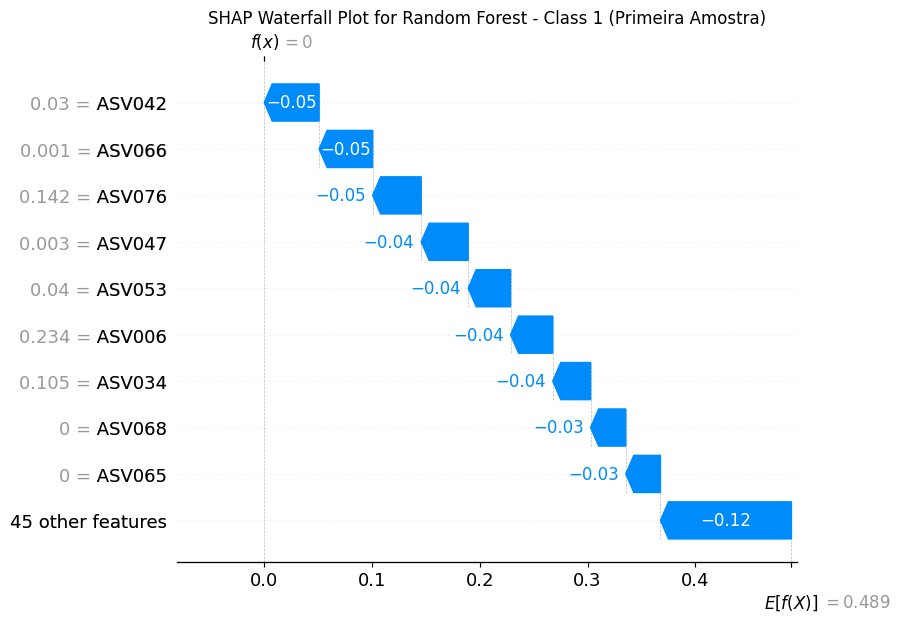 SHAP Waterfall Plot for Random Forest - Class 1 (Primeira Amostra)
f(x) = 0
0.03 = ASV042 −0.05
0.001 = ASV066 −0.05
0.142 = ASV076 −0.05
0.003 = ASV047 −0.04
0.04 = ASV053 −0.04
0.234 = ASV006 −0.04
0.105 = ASV034 −0.04
0 = ASV068 −0.03
0 = ASV065 −0.03
45 other features −0.12
0.0 0.1 0.2 0.3 0.4
E[f(X)] = 0.489